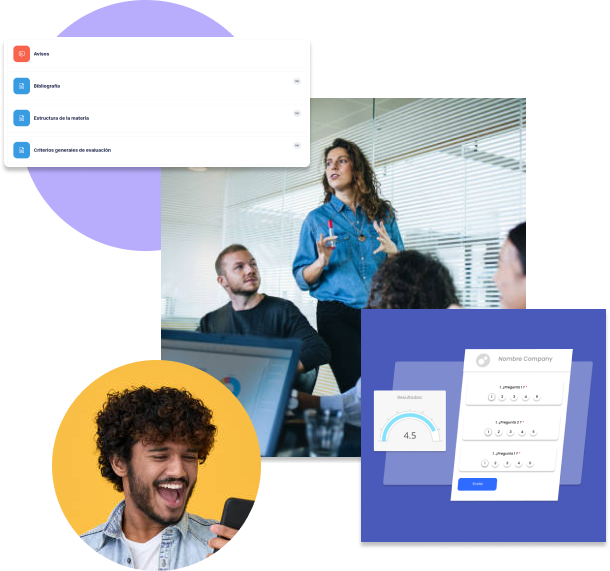 Avisos
Bibliografía
Estructura de la materia
Criterios generales de evaluación
Nombre Company
1. ¿Pregunta 1? *
1 2 3 4 5
Resultados
4.5
1. ¿Pregunta 2? *
1 2 3 4 5
1. ¿Pregunta 3? *
1 2 3 4 5
Enviar